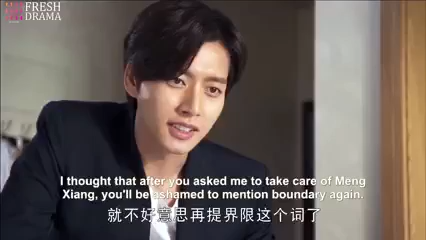 FRESH
DRAMA
I thought that after you asked me to take care of Meng
Xiang, you'll be ashamed to mention boundary again.
就不好意思再提界限这个词了